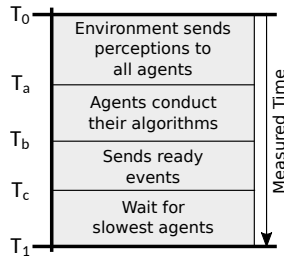 T0
Environment sends
perceptions to
all agents
Ta
Agents conduct
their algorithms
Tb
Sends ready
events
Tc
Wait for
slowest agents
T1
Measured Time